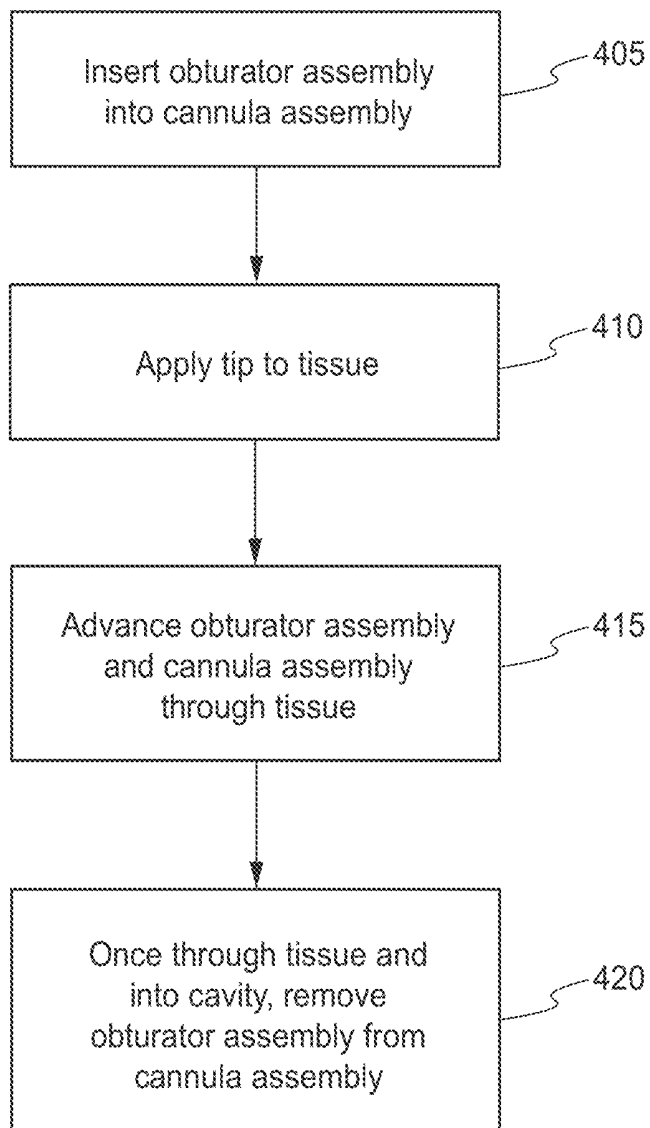 Insert obturator assembly
into cannula assembly
405
Apply tip to tissue
410
Advance obturator assembly
and cannula assembly
through tissue
415
Once through tissue and
into cavity, remove
obturator assembly from
cannula assembly
420